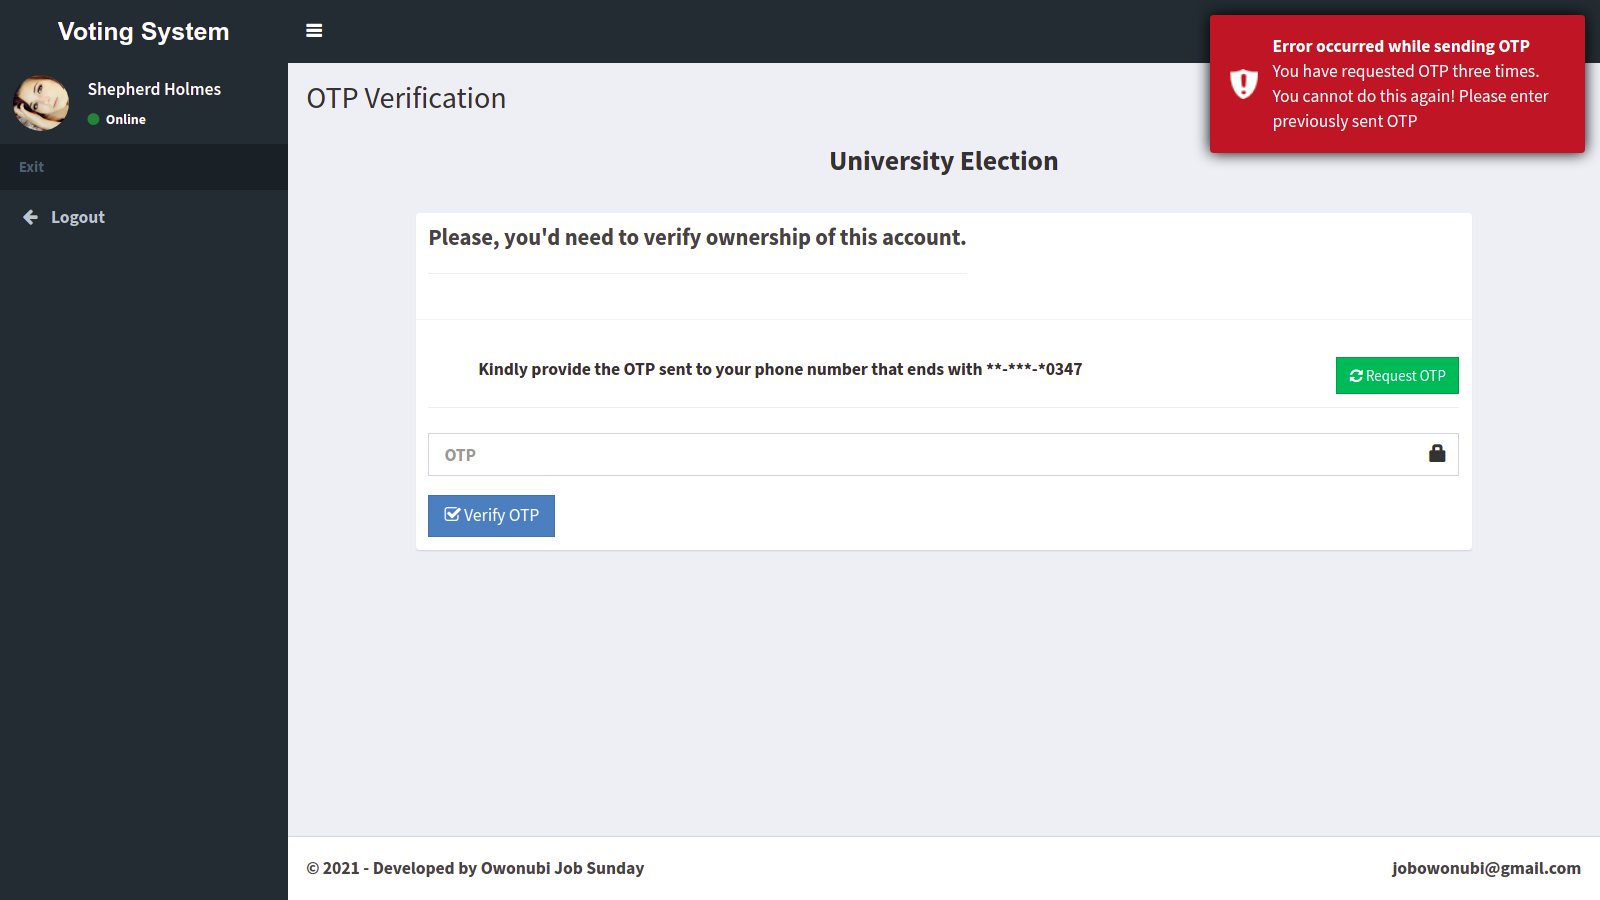 Voting System
Shepherd Holmes
Online
Exit
Logout
Error occurred while sending OTP
You have requested OTP three times.
You cannot do this again! Please enter
previously sent OTP
OTP Verification
University Election
Please, you'd need to verify ownership of this account.
Kindly provide the OTP sent to your phone number that ends with **-***-*0347
Request OTP
OTP
Verify OTP
© 2021 - Developed by Owonubi Job Sunday
jobowonubi@gmail.com